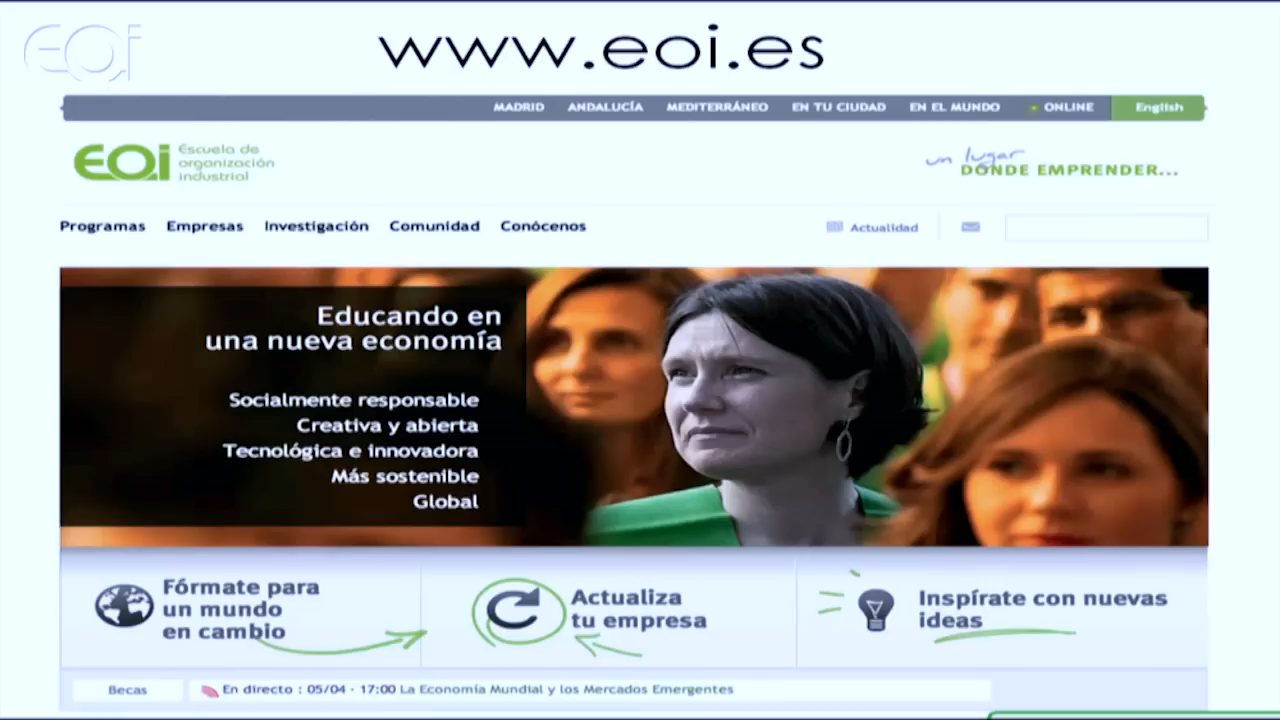 EOi
www.eoi.es
MADRID ANDALUCÍA MEDITERRÁNEO EN TU CIUDAD EN EL MUNDO ONLINE English
EOi Escuela de
organización
industrial
un lugar
DONDE EMPRENDER...
Programas Empresas Investigación Comunidad Conócenos Actualidad
Educando en
una nueva economía
Socialmente responsable
Creativa y abierta
Tecnológica e innovadora
Más sostenible
Global
Fórmate para
un mundo
en cambio
Actualiza
tu empresa
Inspírate con nuevas
ideas
Becas En directo : 05/04 - 17:00 La Economía Mundial y los Mercados Emergentes